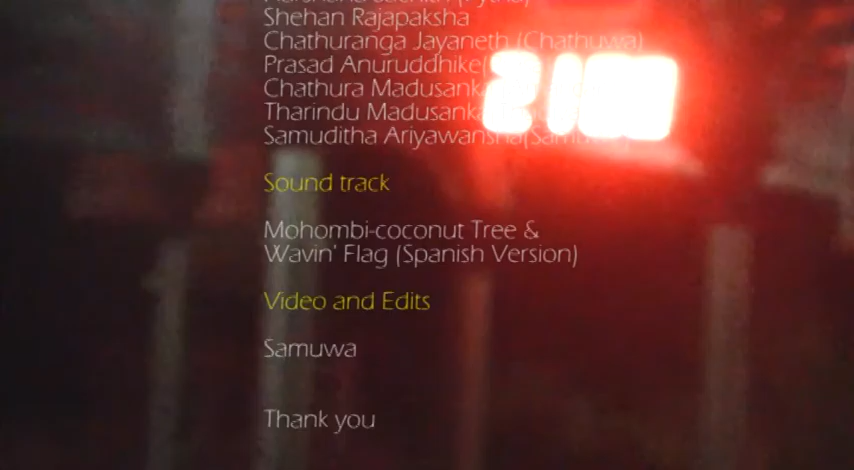 Shehan Rajapaksha
Chathuranga Jayaneth (Chathuwa)
Prasad Anuruddhike(
Chathura Madusank
Tharindu Madusank
Samuditha Ariyawansha(Samuwa)
Sound track
Mohombi-coconut Tree &
Wavin' Flag (Spanish Version)
Video and Edits
Samuwa
Thank you